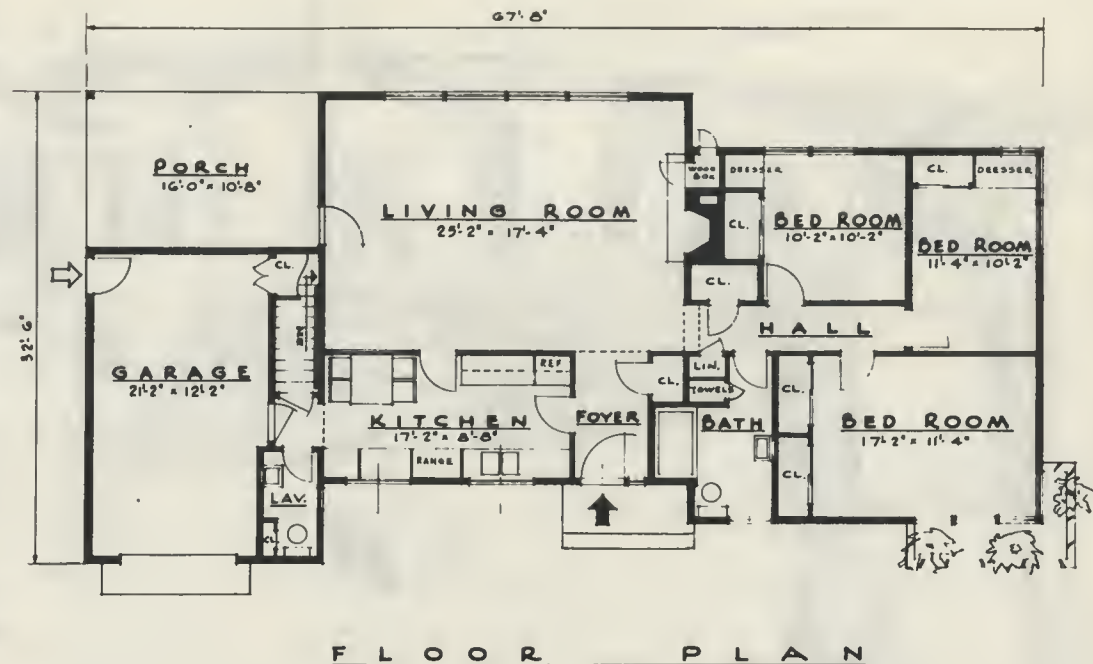 67'-8"
32'-6"
PORCH
16'-0" x 10'-8"
LIVING ROOM
25'-2" x 17'-4"
WOOD
BOX
DRESSER
CL.
BED ROOM
10'-2" x 10'-2"
CL.
DRESSER
BED ROOM
11'-4" x 10'-2"
CL.
CL.
HALL
GARAGE
21'-2" x 12'-2"
REF.
KITCHEN
17'-2" x 8'-8"
RANGE
FOYER
CL.
LIN.
TOWELS
BATH
CL.
CL.
BED ROOM
17'-2" x 11'-4"
LAV.
CL.
FLOOR PLAN